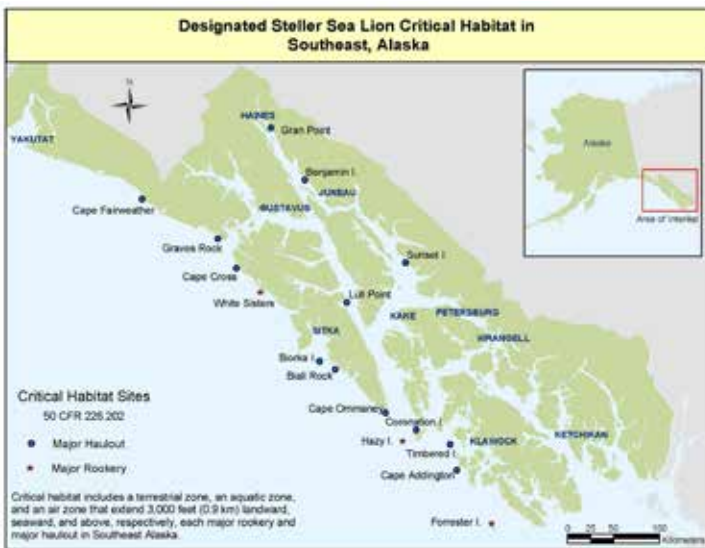 Designated Steller Sea Lion Critical Habitat in
Southeast, Alaska
N
YAKUTAT
HAINES
Gran Point
Benjamin I.
JUNEAU
GUSTAVUS
Cape Fairweather
Graves Rock
Cape Cross
White Sisters
Sunset I.
Lull Point
KAKE
PETERSBURG
WRANGELL
SITKA
Biorka I.
Biali Rock
Cape Ommaney
Coronation I.
Hazy I.
Timbered I.
KLAWOCK
KETCHIKAN
Cape Addington
Forrester I.
Alaska
Area of Interest
Critical Habitat Sites
50 CFR 226.202
Major Haulout
Major Rookery
Critical habitat includes a terrestrial zone, an aquatic zone,
and an air zone that extend 3,000 feet (0.9 km) landward,
seaward, and above, respectively, each major rookery and
major haulout in Southeast Alaska.
0 25 50 100
Kilometers